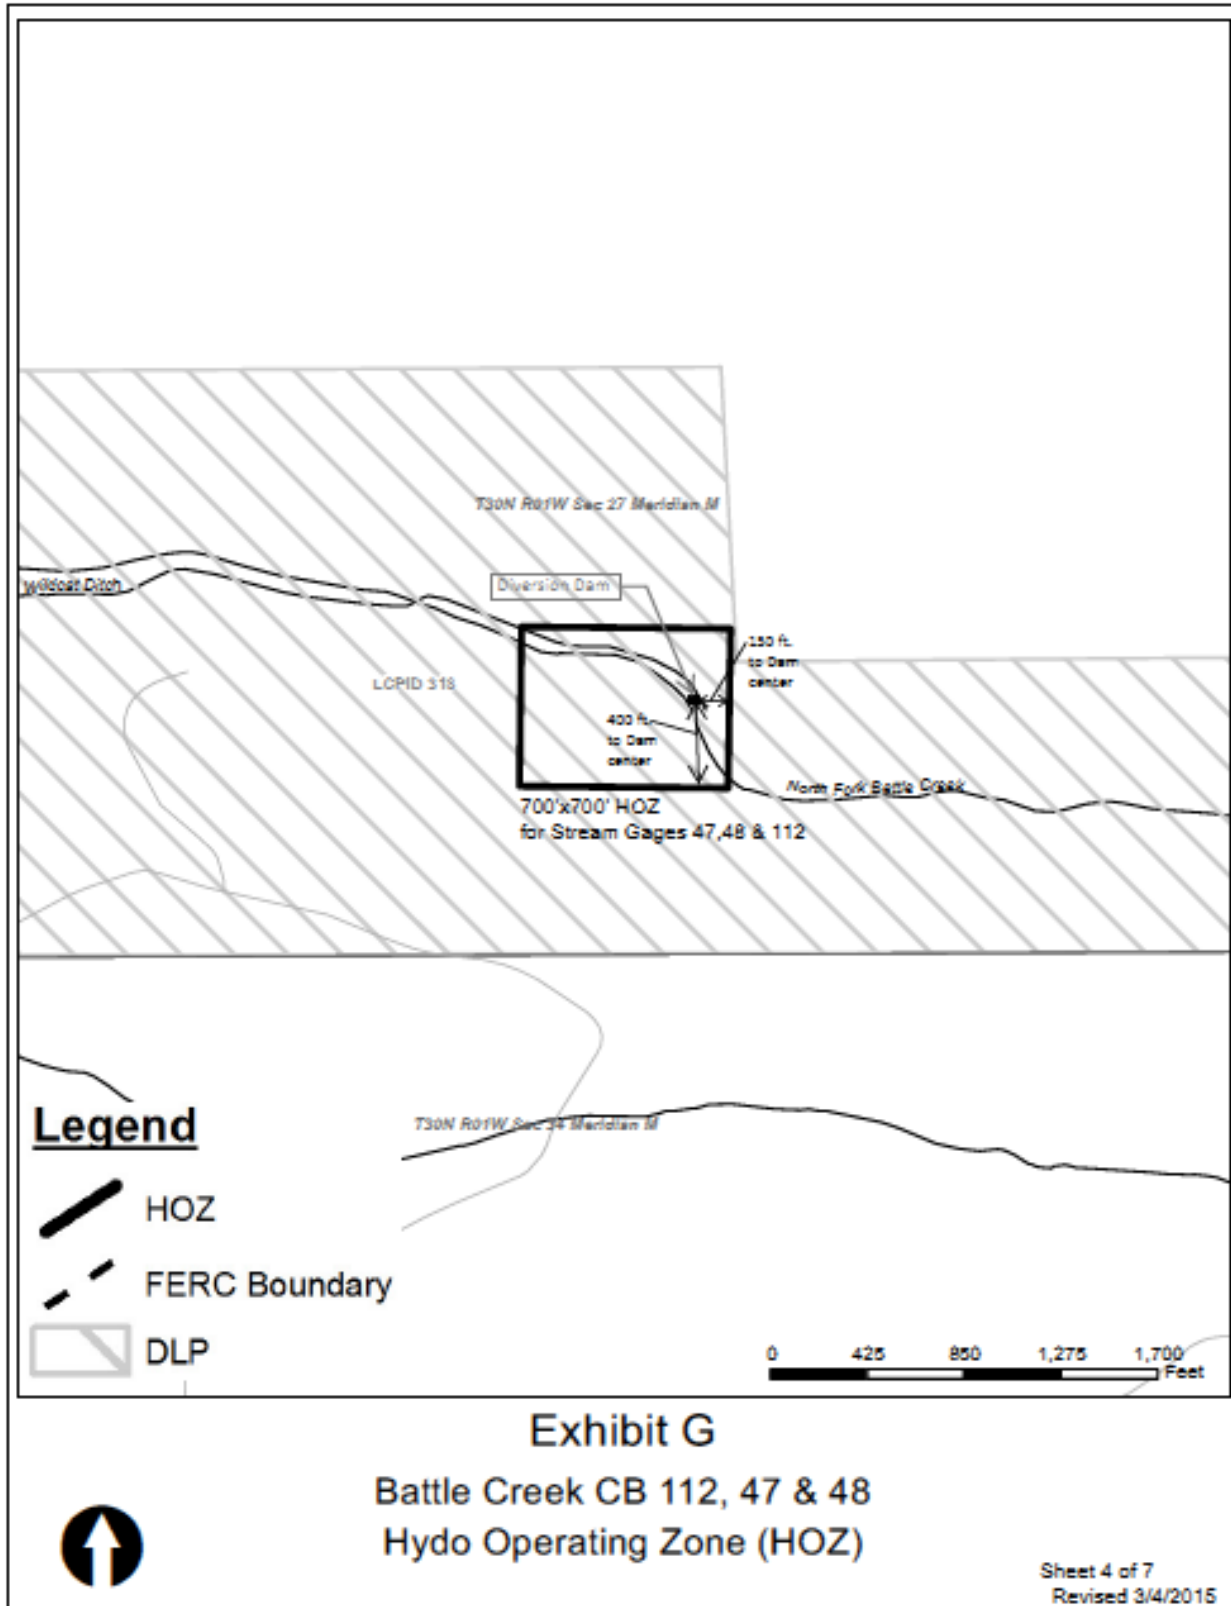 T30N R01W Sec 27 Meridian M
Wildcat Ditch
Diversion Dam
150 ft.
to Dam
center
LCPID 318
400 ft.
to Dam
center
North Fork Battle Creek
700'x700' HOZ
for Stream Gages 47,48 & 112
T30N R01W Sec 34 Meridian M
Legend
HOZ
FERC Boundary
DLP
0 425 850 1,275 1,700
Feet
Exhibit G
Battle Creek CB 112, 47 & 48
Hydo Operating Zone (HOZ)
Sheet 4 of 7
Revised 3/4/2015